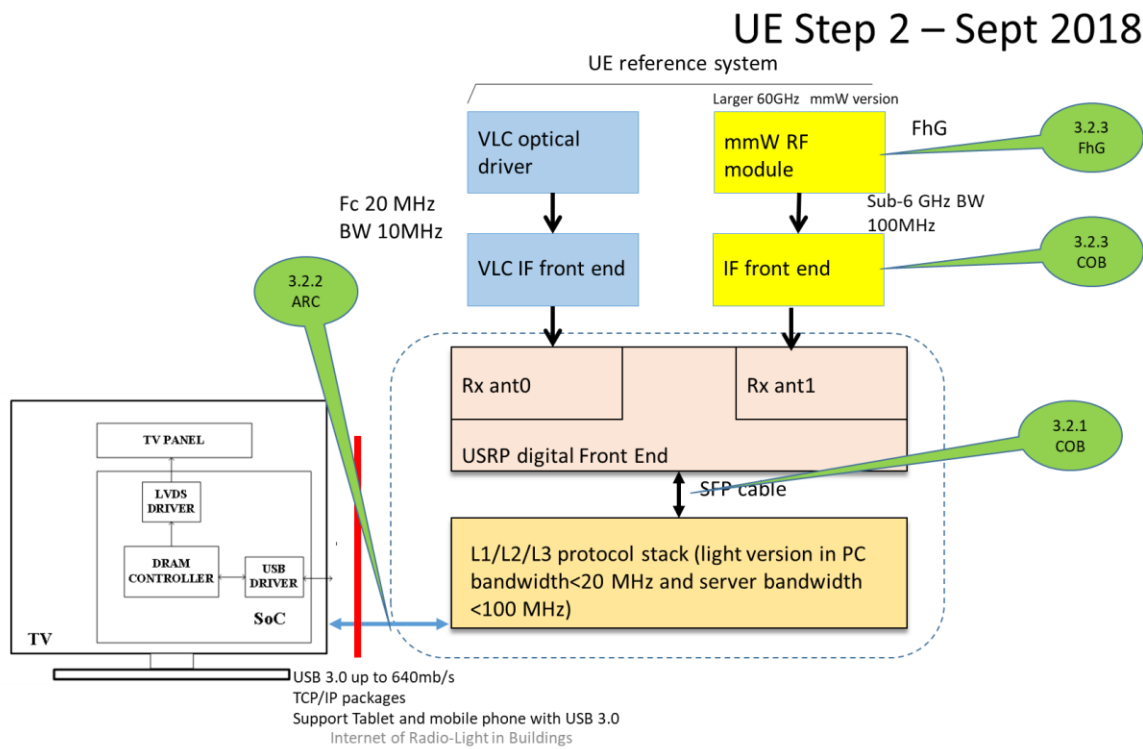 UE Step 2 – Sept 2018
UE reference system
Larger 60GHz mmW version
VLC optical
driver
mmW RF
module
FhG
3.2.3
FhG
Fc 20 MHz
BW 10MHz
Sub-6 GHz BW
100MHz
VLC IF front end
IF front end
3.2.3
COB
3.2.2
ARC
Rx ant0
Rx ant1
USRP digital Front End
3.2.1
COB
SFP cable
TV PANEL
LVDS
DRIVER
DRAM
CONTROLLER
USB
DRIVER
SoC
TV
L1/L2/L3 protocol stack (light version in PC
bandwidth<20 MHz and server bandwidth
<100 MHz)
USB 3.0 up to 640mb/s
TCP/IP packages
Support Tablet and mobile phone with USB 3.0
Internet of Radio-Light in Buildings